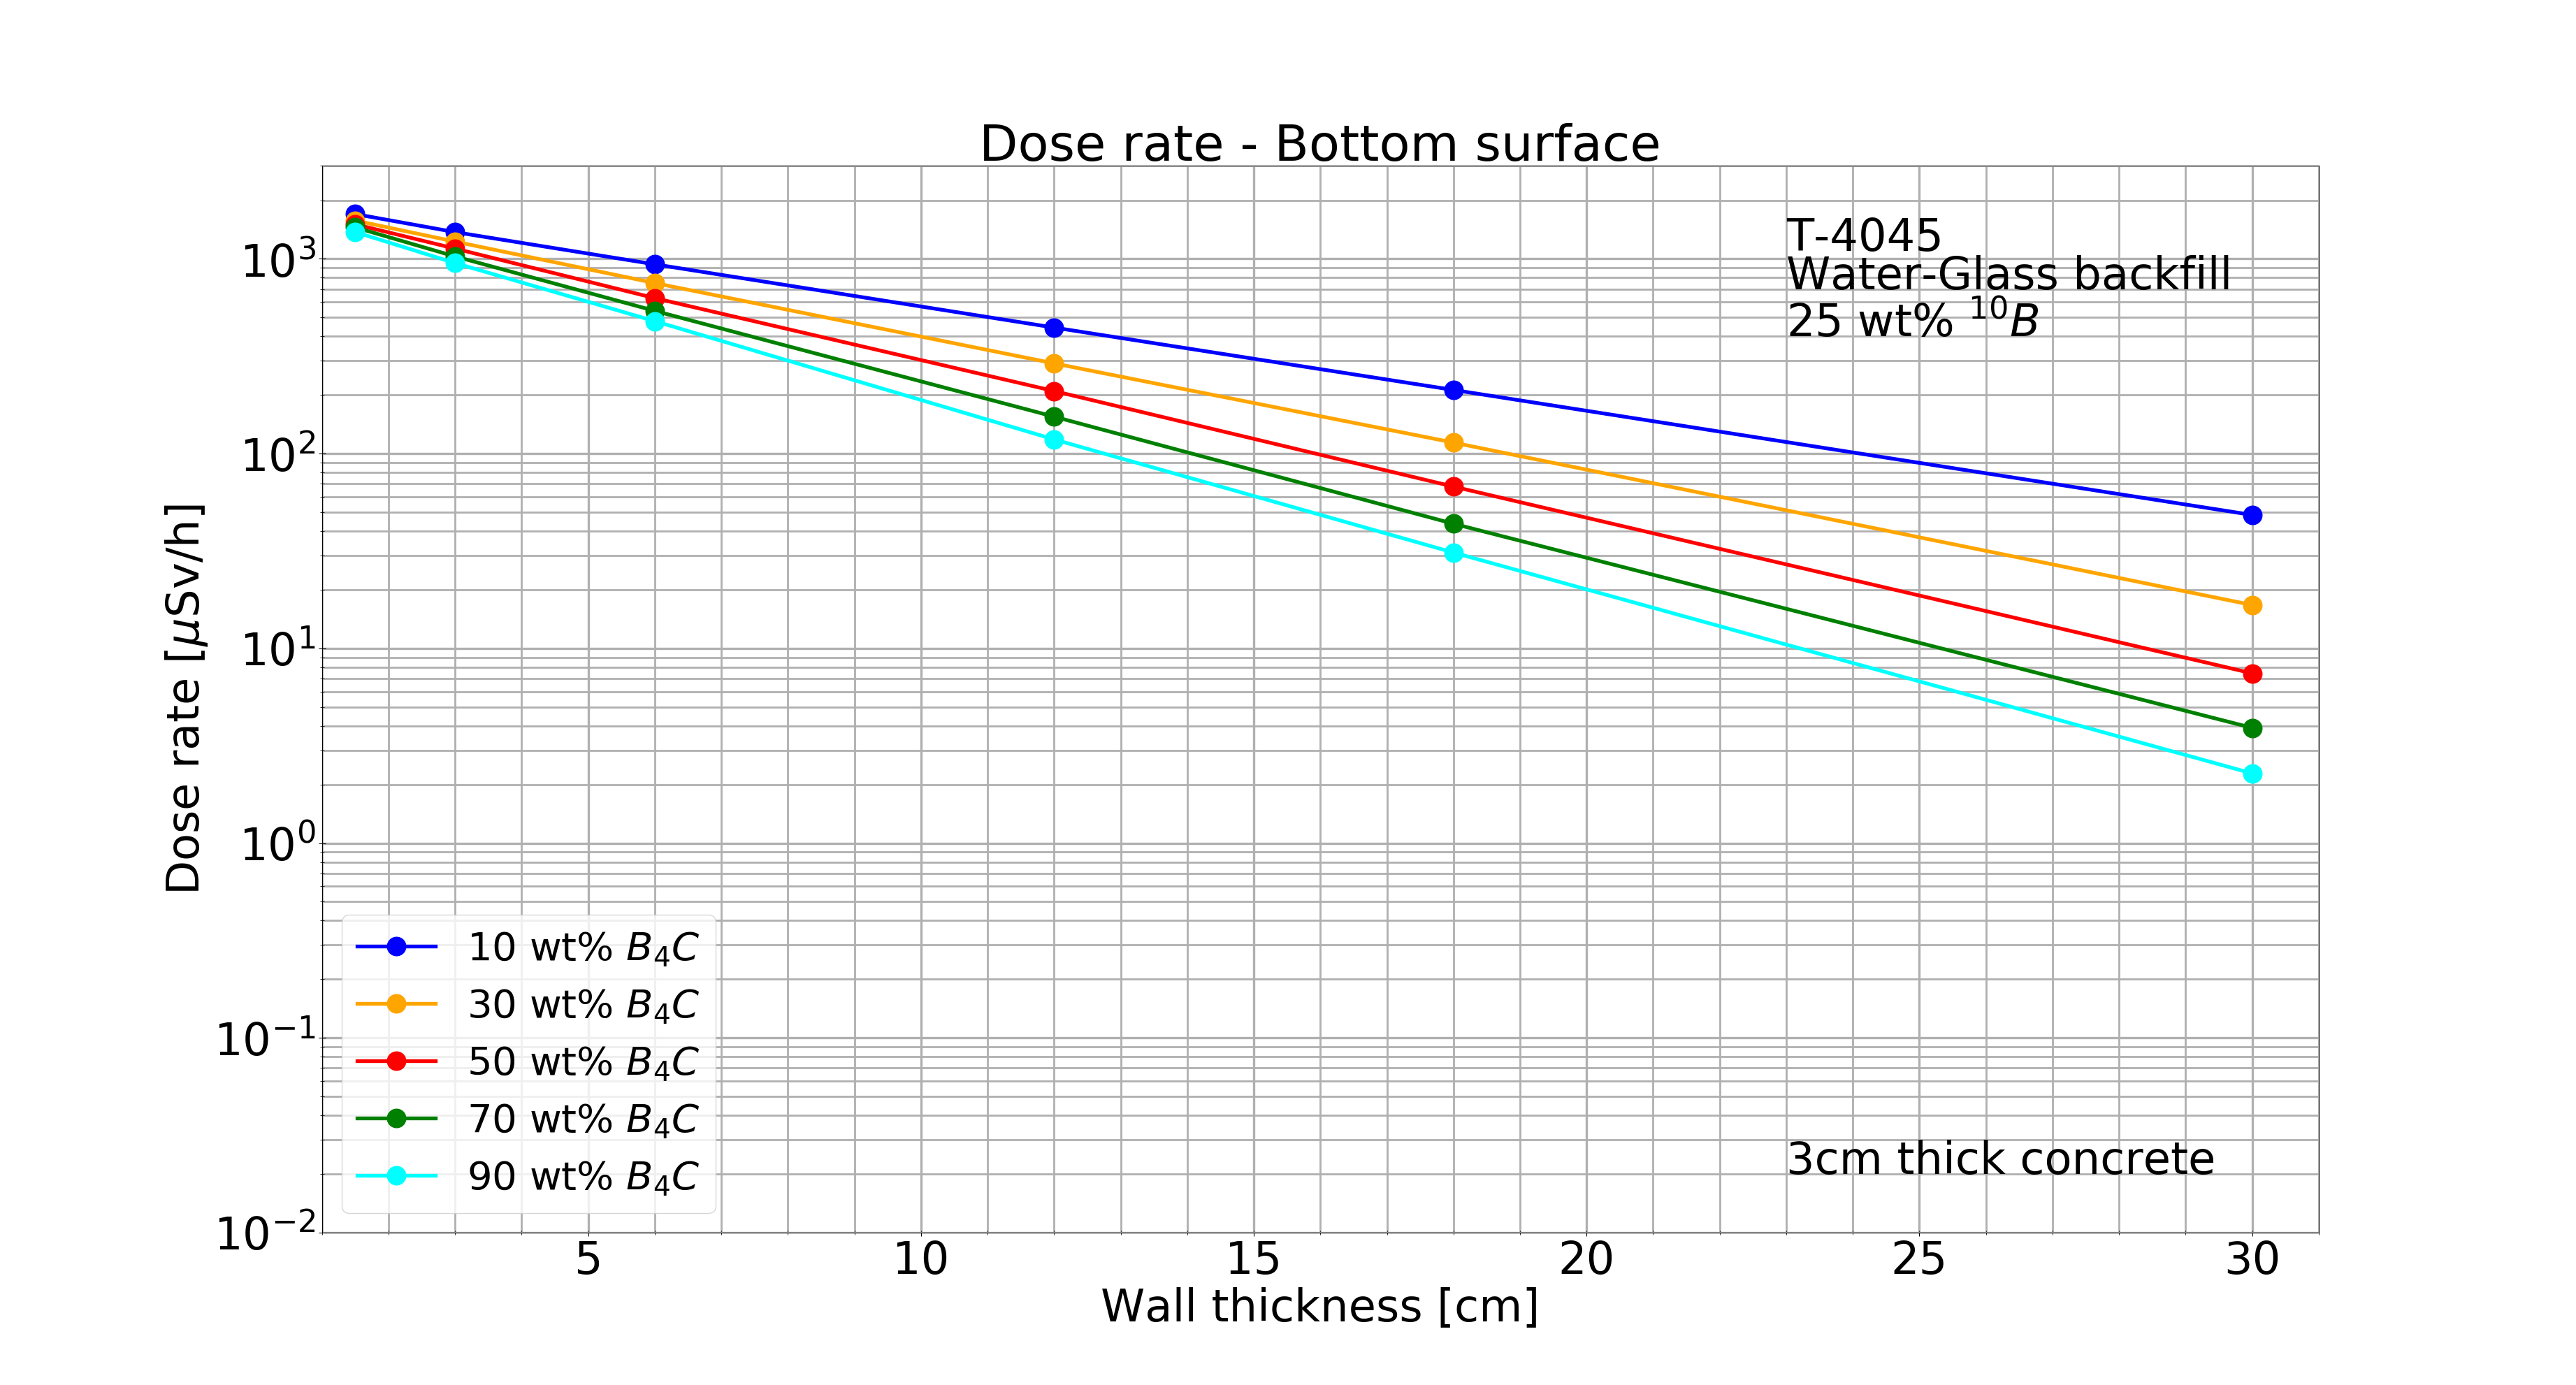 Dose rate - Bottom surface
T-4045
Water-Glass backfill
25 wt% ¹⁰B
10³
10²
10¹
10⁰
10⁻¹
10⁻²
Dose rate [μSv/h]
10 wt% B₄C
30 wt% B₄C
50 wt% B₄C
70 wt% B₄C
90 wt% B₄C
3cm thick concrete
5 10 15 20 25 30
Wall thickness [cm]